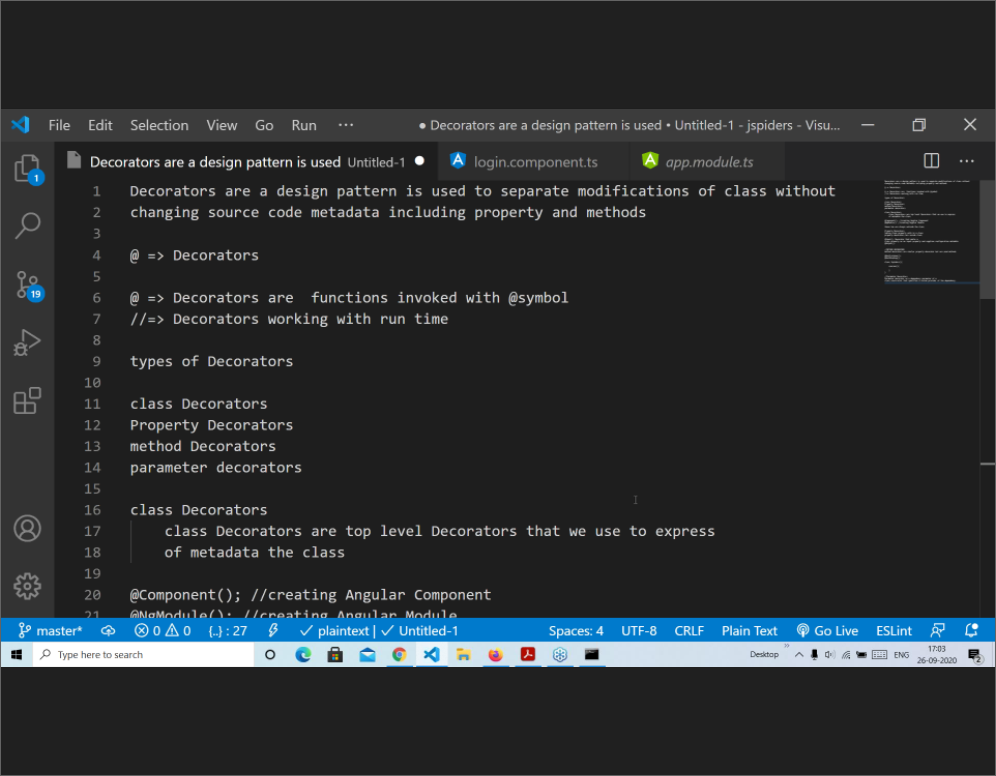 File Edit Selection View Go Run ··· ● Decorators are a design pattern is used • Untitled-1 - jspiders - Visu...
Decorators are a design pattern is used Untitled-1 ● login.component.ts app.module.ts ···
1 Decorators are a design pattern is used to separate modifications of class without
2 changing source code metadata including property and methods
3
4 @ => Decorators
5
6 @ => Decorators are  functions invoked with @symbol
7 //=> Decorators working with run time
8
9 types of Decorators
10
11 class Decorators
12 Property Decorators
13 method Decorators
14 parameter decorators
15
16 class Decorators
17 class Decorators are top level Decorators that we use to express
18 of metadata the class
19
20 @Component(); //creating Angular Component
21 @NgModule(); //creating Angular Module
1
19
master* 0 0 {..} : 27 plaintext | Untitled-1 Spaces: 4 UTF-8 CRLF Plain Text Go Live ESLint
Type here to search Desktop ENG 17:03
26-09-2020 2